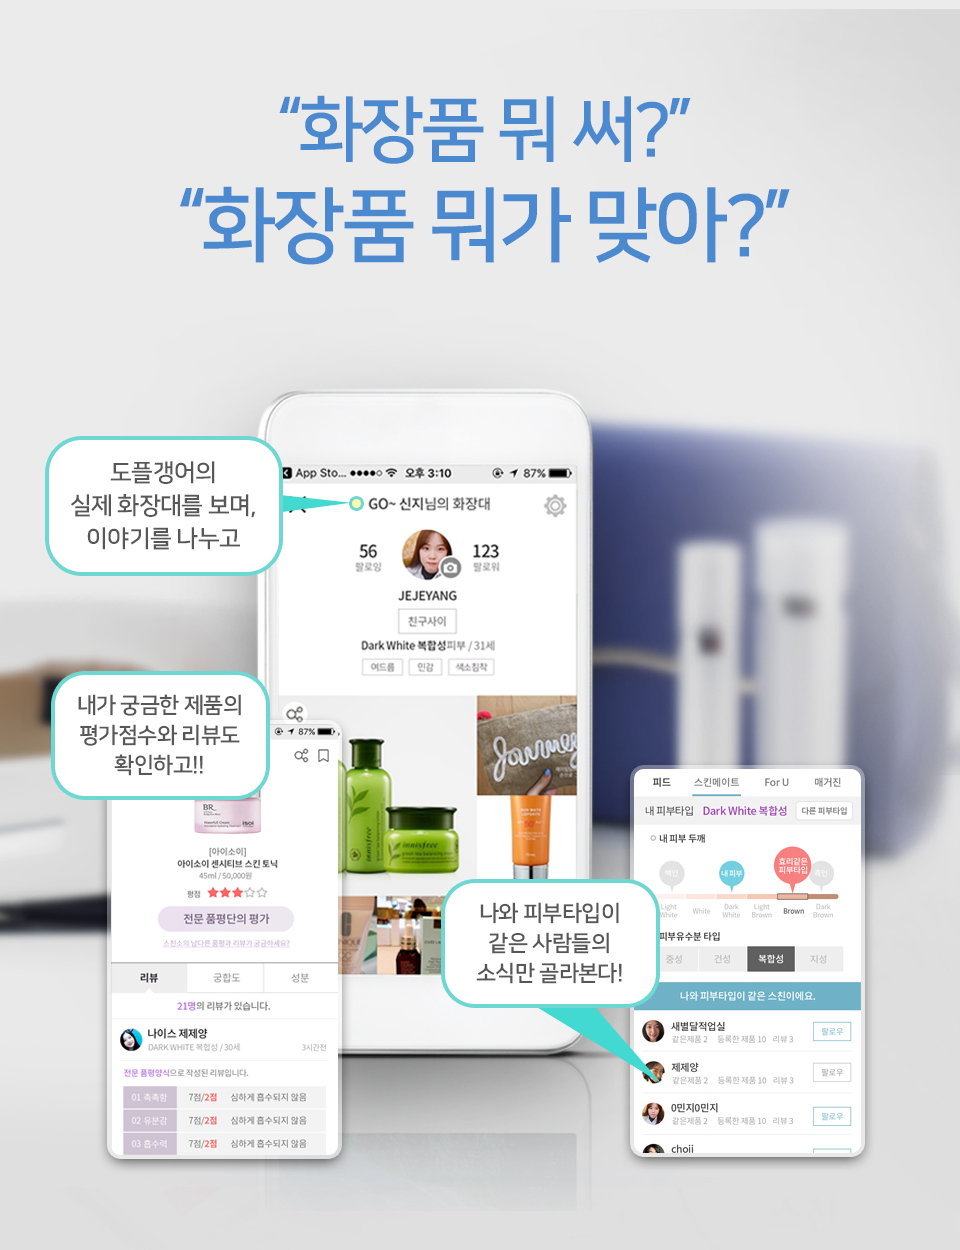 “화장품 뭐 써?”
“화장품 뭐가 맞아?”
도플갱어의
실제 화장대를 보며,
이야기를 나누고
App Sto... 오후 3:10 87%
GO~ 신지님의 화장대
56 123
팔로잉 팔로워
JEJEYANG
친구사이
Dark White 복합성피부 / 31세
여드름 민감 색소침착
내가 궁금한 제품의
평가점수와 리뷰도
확인하고!!
87%
innisfree
innisfree
BR_
isoi
[아이소이]
아이소이 센시티브 스킨 토닉
45ml / 50,000원
평점
전문 품평단의 평가
스킨소의 남다른 품평과 리뷰가 궁금하세요?
리뷰 궁합도 성분
21명의 리뷰가 있습니다.
나이스 제제양
DARK WHITE 복합성 / 30세 3시간전
전문 품평양식으로 작성된 리뷰입니다.
01 촉촉함 7점/2점 심하게 흡수되지 않음
02 유분감 7점/2점 심하게 흡수되지 않음
03 흡수력 7점/2점 심하게 흡수되지 않음
나와 피부타입이
같은 사람들의
소식만 골라본다!
피드 스킨메이트 For U 매거진
내 피부타입 Dark White 복합성 다른 피부타입
내 피부 두께
백인 내 피부 효리같은 피부타입 흑인
Light White White Dark White Light Brown Brown Dark Brown
피부유수분 타입
중성 건성 복합성 지성
나와 피부타입이 같은 스친이에요.
새별달적업실 팔로우
같은제품 2 등록한 제품 10 리뷰 3
제제양 팔로우
같은제품 2 등록한 제품 10 리뷰 3
0민지0민지 팔로우
같은제품 2 등록한 제품 10 리뷰 3
choii